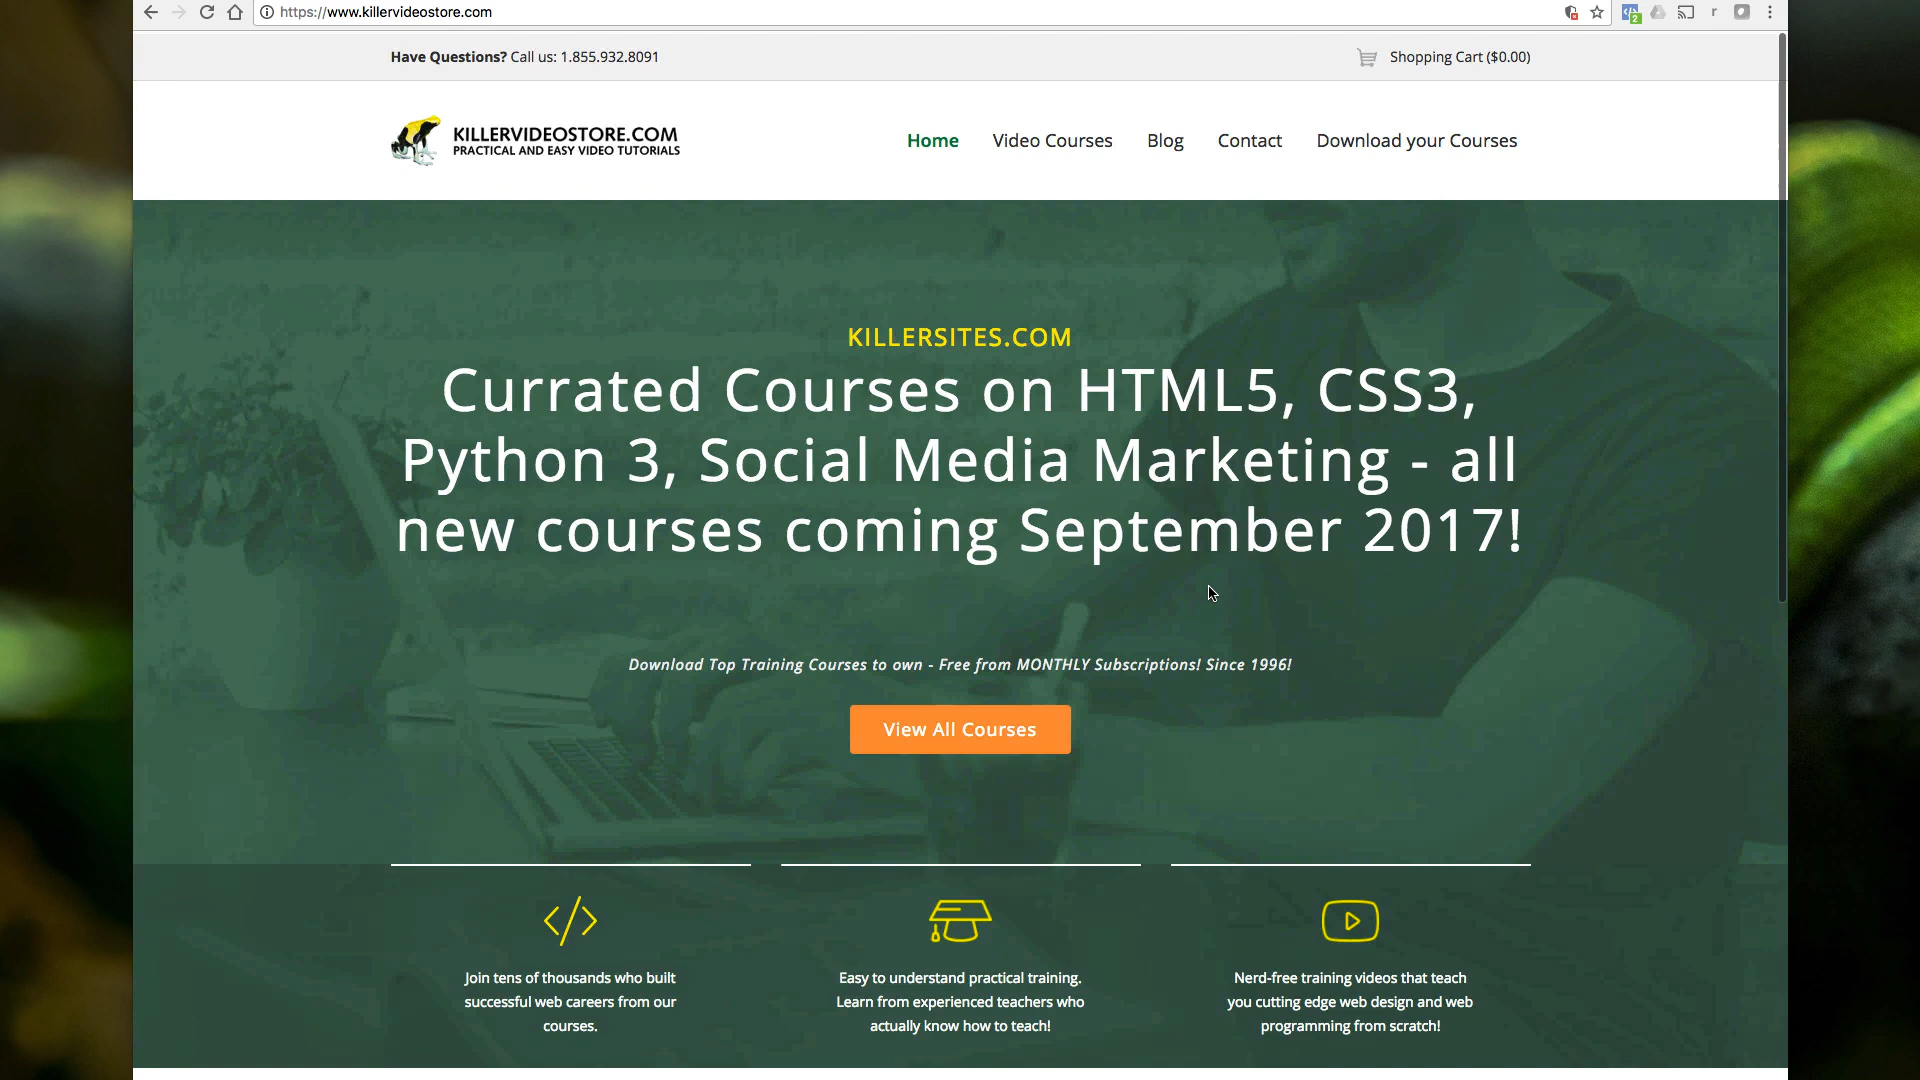 https://www.killervideostore.com
r
2
Have Questions? Call us: 1.855.932.8091
Shopping Cart ($0.00)
KILLERVIDEOSTORE.COM
PRACTICAL AND EASY VIDEO TUTORIALS
Home
Video Courses
Blog
Contact
Download your Courses
KILLERSITES.COM
Currated Courses on HTML5, CSS3,
Python 3, Social Media Marketing - all
new courses coming September 2017!
Download Top Training Courses to own - Free from MONTHLY Subscriptions! Since 1996!
View All Courses
Join tens of thousands who built
successful web careers from our
courses.
Easy to understand practical training.
Learn from experienced teachers who
actually know how to teach!
Nerd-free training videos that teach
you cutting edge web design and web
programming from scratch!